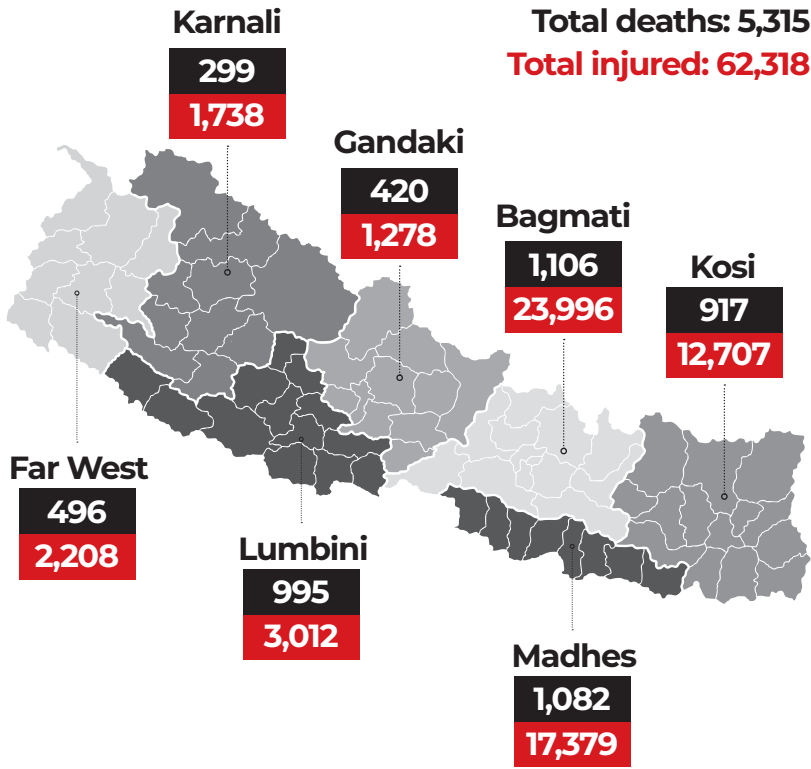 Total deaths: 5,315
Total injured: 62,318
Karnali
299
1,738
Gandaki
420
1,278
Bagmati
1,106
23,996
Kosi
917
12,707
Far West
496
2,208
Lumbini
995
3,012
Madhes
1,082
17,379